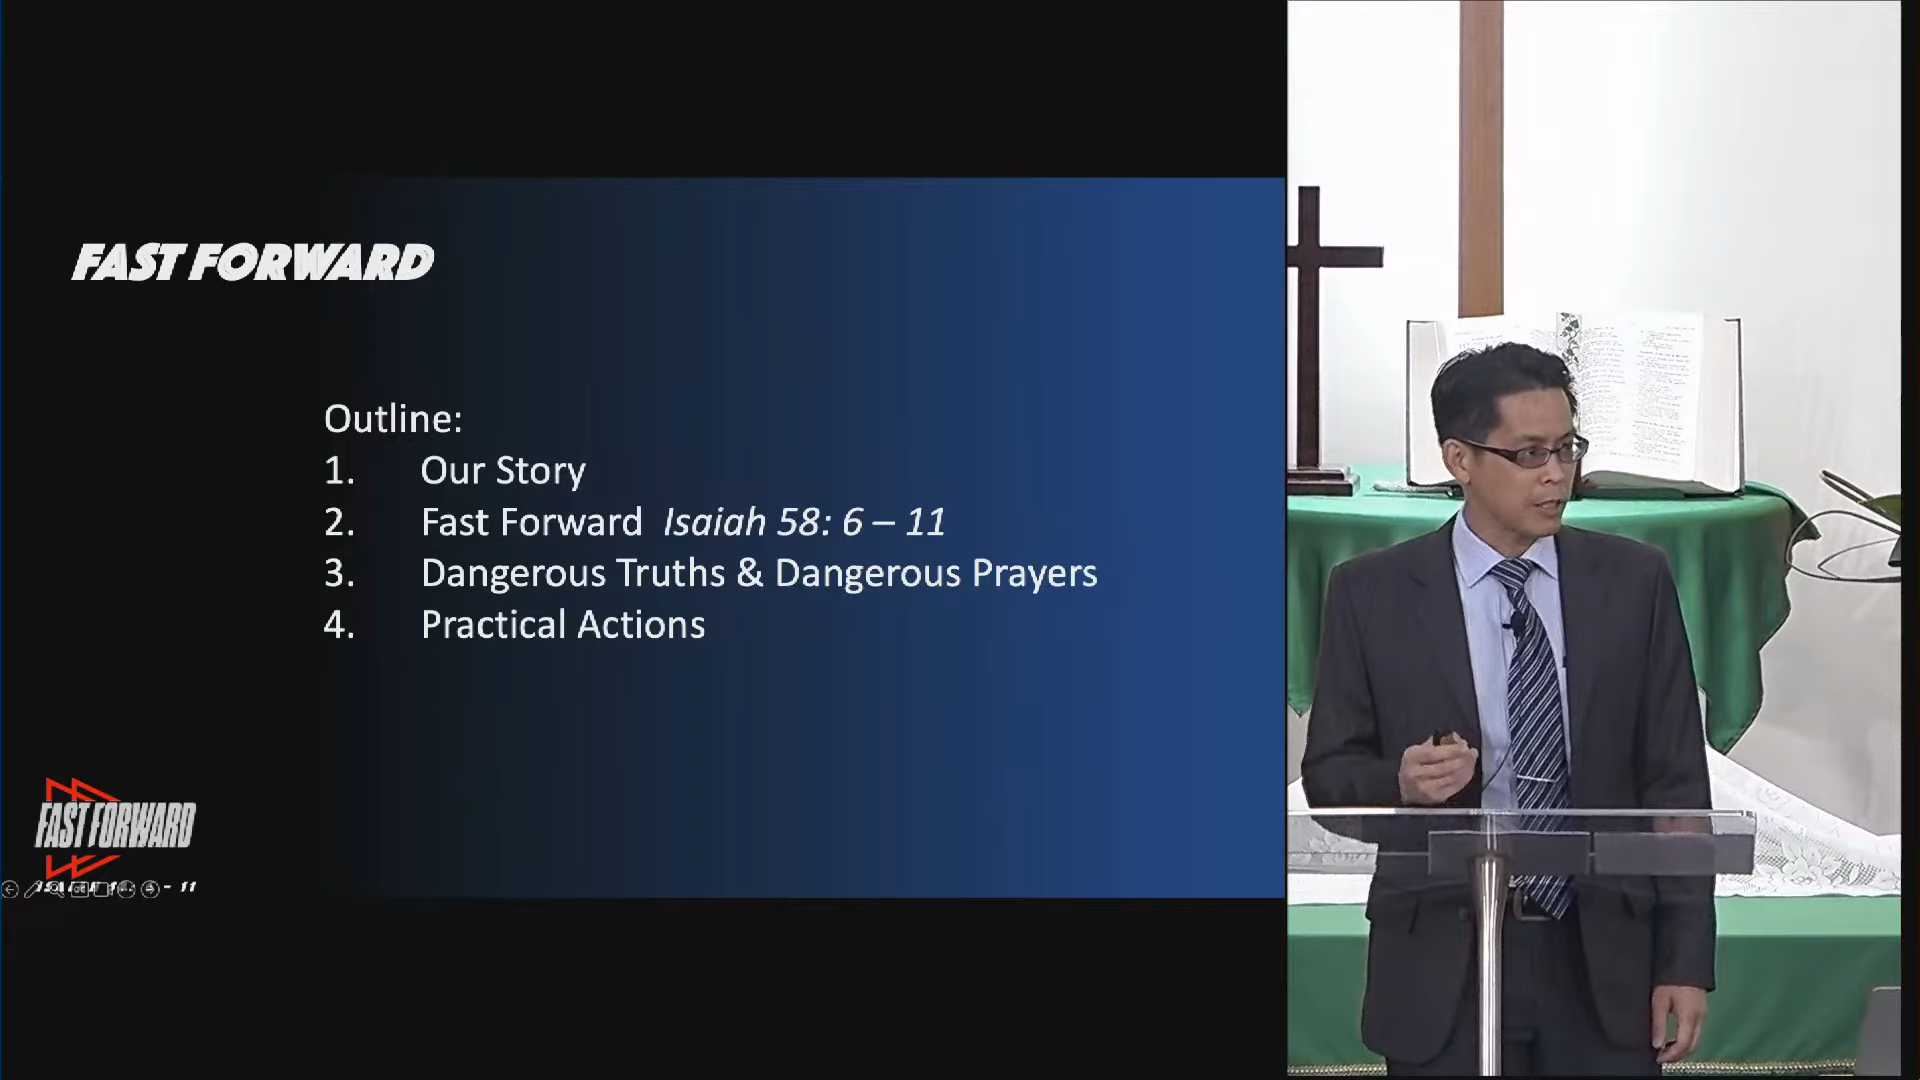 FAST FORWARD
Outline:
1. Our Story
2. Fast Forward Isaiah 58: 6 – 11
3. Dangerous Truths & Dangerous Prayers
4. Practical Actions
FAST FORWARD
- 11